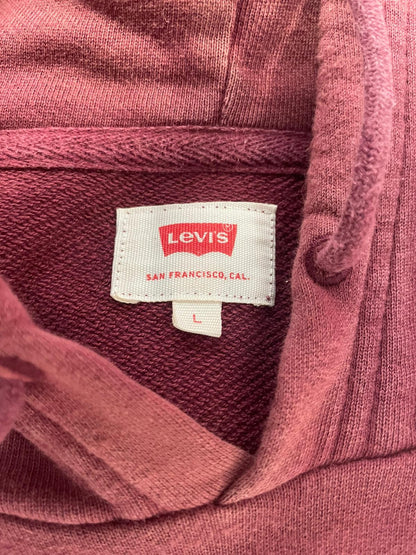 Levi's®
SAN FRANCISCO, CAL.
L